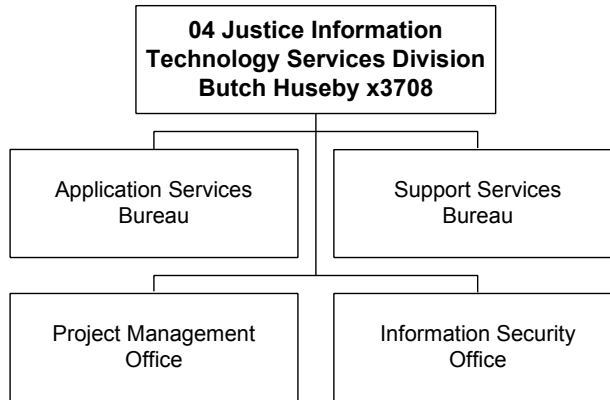 04 Justice Information
Technology Services Division
Butch Huseby x3708
Application Services
Bureau
Support Services
Bureau
Project Management
Office
Information Security
Office